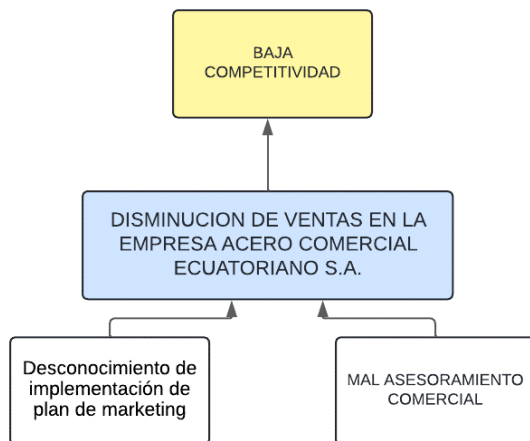 BAJA
COMPETITIVIDAD
DISMINUCION DE VENTAS EN LA
EMPRESA ACERO COMERCIAL
ECUATORIANO S.A.
Desconocimiento de
implementación de
plan de marketing
MAL ASESORAMIENTO
COMERCIAL